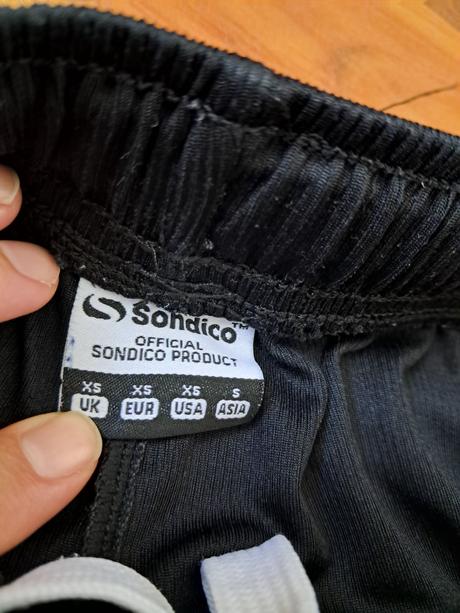 Sondico™
OFFICIAL
SONDICO PRODUCT
XS XS XS S
UK EUR USA ASIA